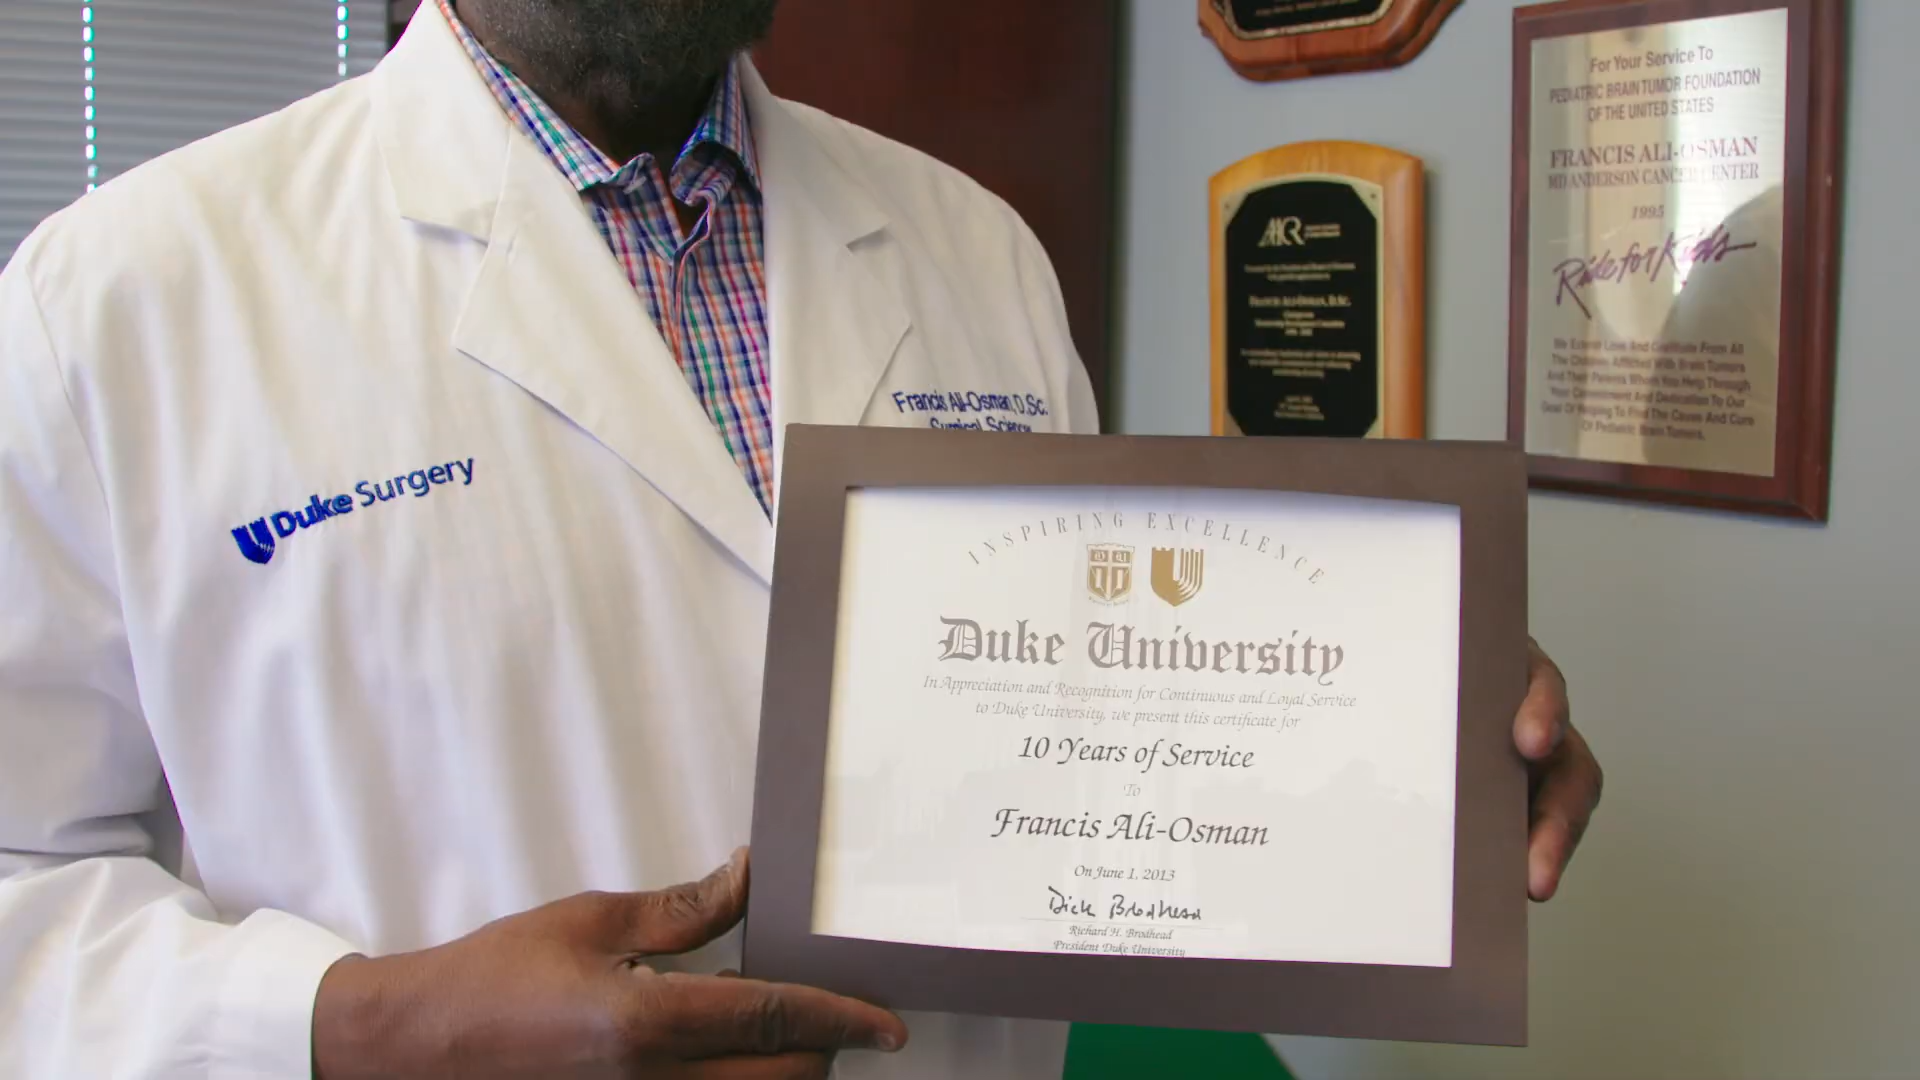 Duke Surgery
Francis Ali-Osman, D.Sc.
Surgical Science
INSPIRING EXCELLENCE
Duke University
In Appreciation and Recognition for Continuous and Loyal Service
to Duke University, we present this certificate for
10 Years of Service
To
Francis Ali-Osman
On June 1, 2013
Dick Brodhead
Richard H. Brodhead
President Duke University
AACR
Francis Ali-Osman, D.Sc.
For Your Service To
PEDIATRIC BRAIN TUMOR FOUNDATION
OF THE UNITED STATES
FRANCIS ALI-OSMAN
MD ANDERSON CANCER CENTER
1995
Ride for Kids
We Extend Love And Gratitude From All
The Children Afflicted With Brain Tumors
And Their Parents Whom You Help Through
Your Commitment And Dedication To Our
Goal Of Helping To Find The Cause And Cure
Of Pediatric Brain Tumors.